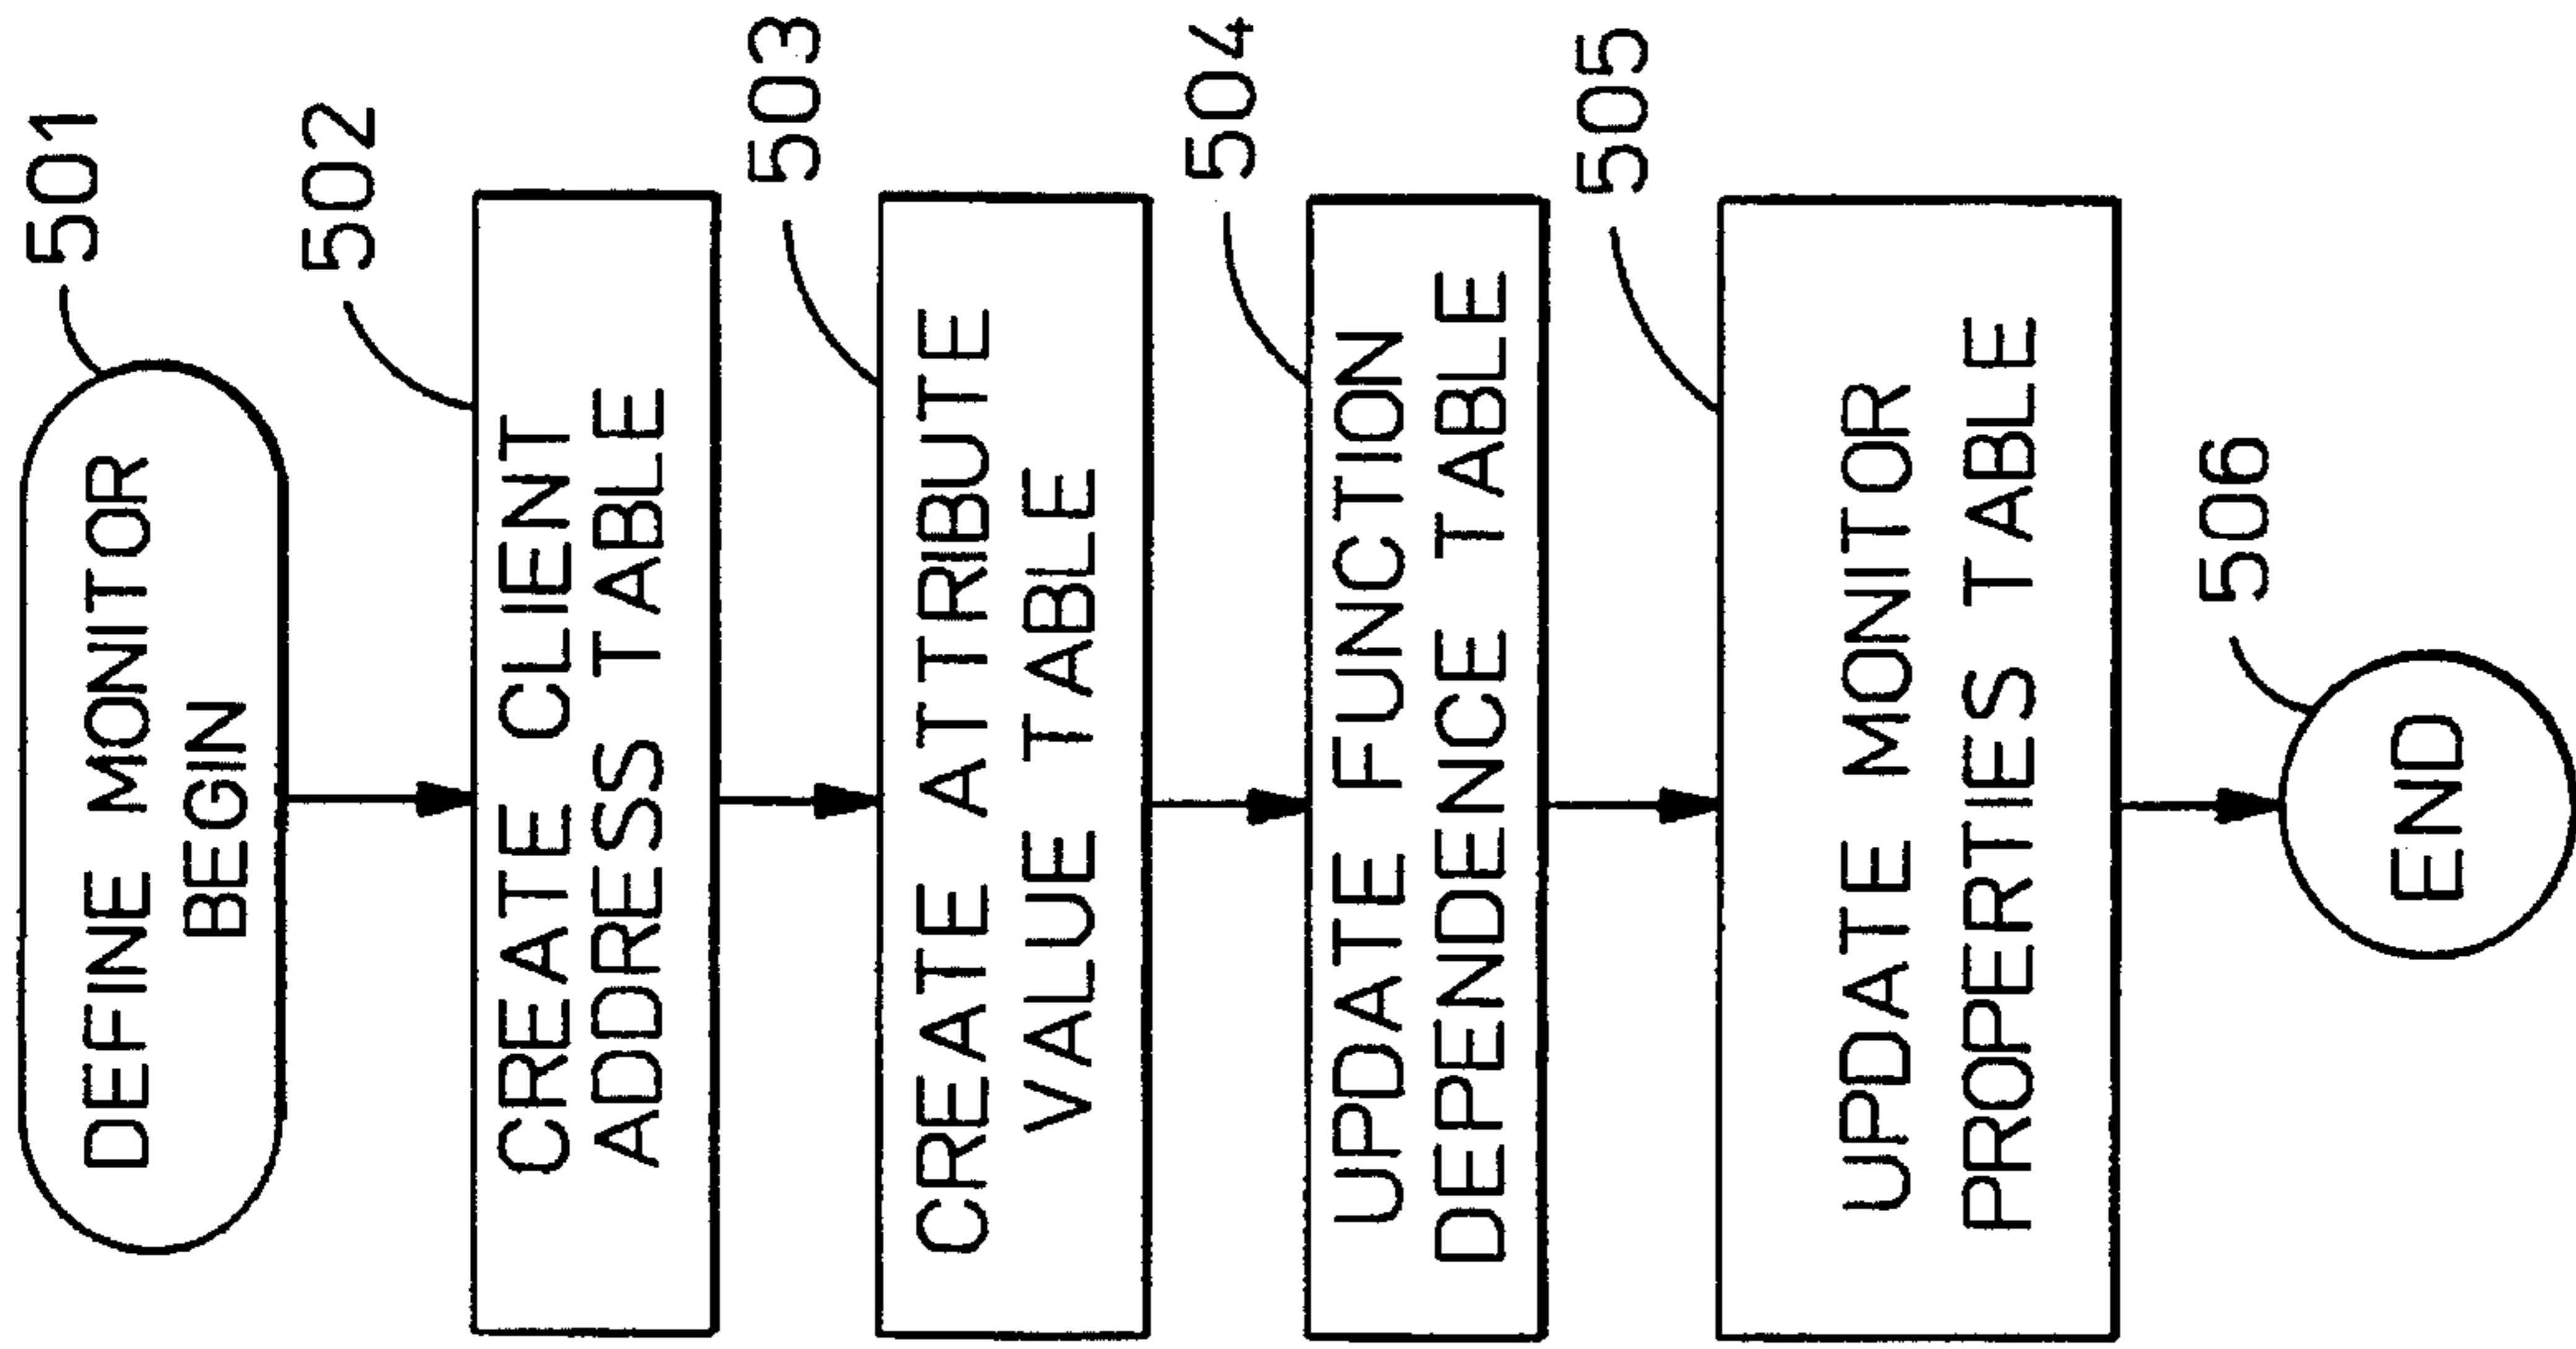 501
DEFINE MONITOR
BEGIN
502
CREATE CLIENT
ADDRESS TABLE
503
CREATE ATTRIBUTE
VALUE TABLE
504
UPDATE FUNCTION
DEPENDENCE TABLE
505
UPDATE MONITOR
PROPERTIES TABLE
506
END